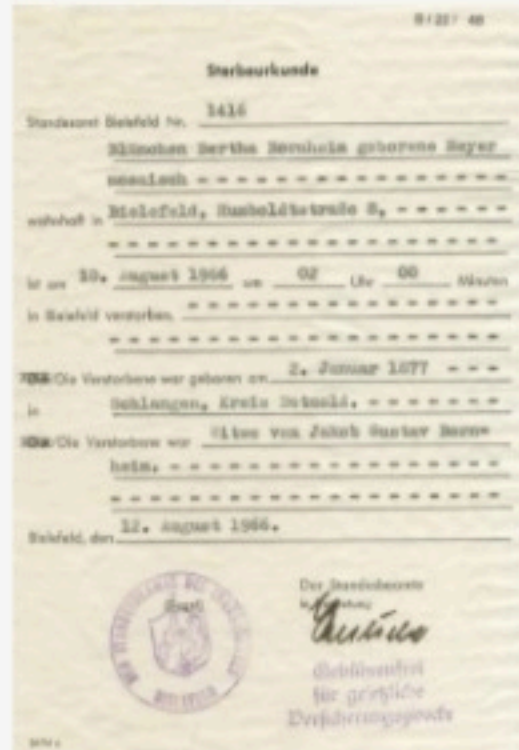 Sterbeurkunde
Standesamt Bielefeld Nr. 1416
Blümchen Bertha Bernheim geborene Meyer
mosaisch - - - - - - - - - - - - - - - -
wohnhaft in Bielefeld, Humboldtstraße 8, - - - - - -
- - - - - - - - - - - - - - - - - - - -
ist am 10. August 1966 um 02 Uhr 00 Minuten
in Bielefeld verstorben. - - - - - - - - - - - - - -
- - - - - - - - - - - - - - - - - - - -
Die Verstorbene war geboren am 2. Januar 1877 - - -
in Schlangen, Kreis Detmold. - - - - - - -
Die Verstorbene war Witwe von Jakob Gustav Bern-
heim. - - - - - - - - - - - - - - - - -
- - - - - - - - - - - - - - - - - - - -
Bielefeld, den 12. August 1966.
Der Standesbeamte
(Siegel)
BIELEFELD
Gebührenfrei
für